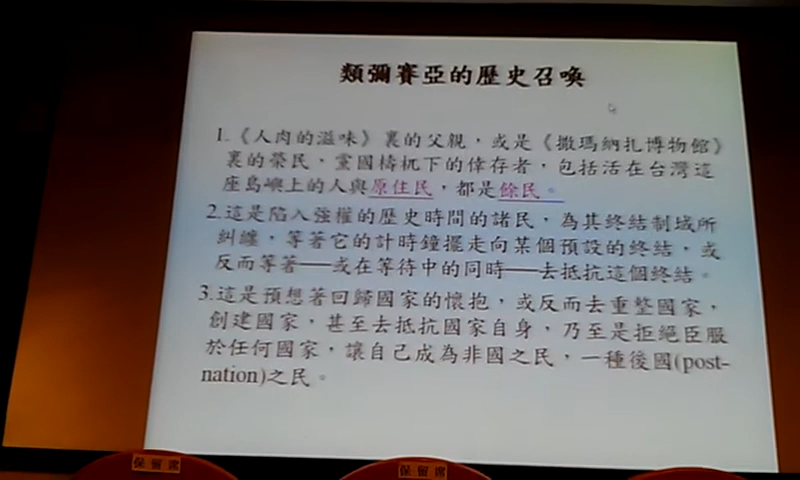 類彌賽亞的歷史召喚
1.《人肉的滋味》裏的父親，或是《撒瑪納扎博物館》
裏的榮民，黨國檮杌下的倖存者，包括活在台灣這
座島嶼上的人與原住民，都是餘民。
2.這是陷入強權的歷史時間的諸民，為其終結制域所
糾纏，等著它的計時鐘擺走向某個預設的終結，或
反而等著——或在等待中的同時——去抵抗這個終結。
3.這是預想著回歸國家的懷抱，或反而去重整國家，
創建國家，甚至去抵抗國家自身，乃至是拒絕臣服
於任何國家，讓自己成為非國之民，一種後國(post-
nation)之民。
保留席
保留席